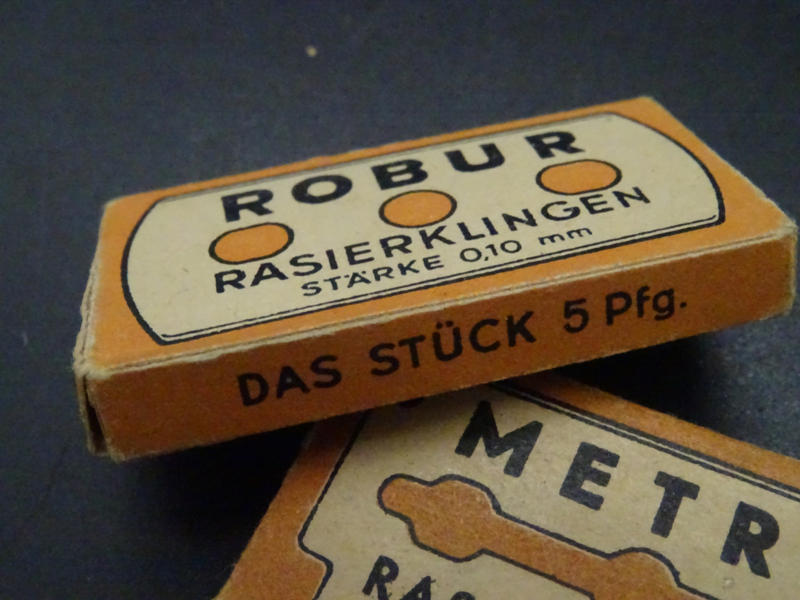 ROBUR
RASIERKLINGEN
STÄRKE 0,10 mm
DAS STÜCK 5 Pfg.
METR